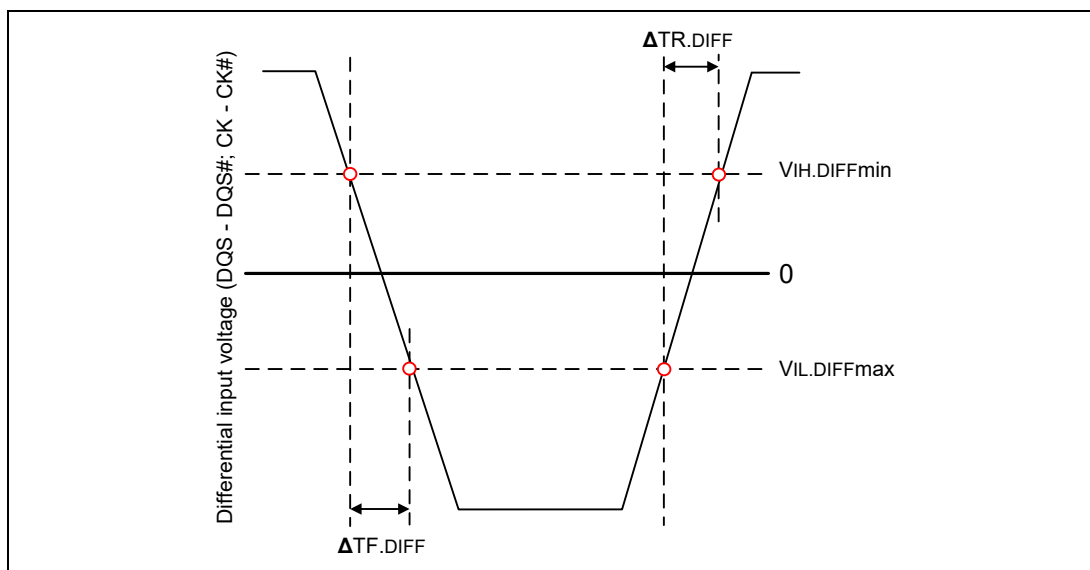 ΔTR.DIFF
Differential input voltage (DQS - DQS#; CK - CK#)
VIH.DIFFmin
0
VIL.DIFFmax
ΔTF.DIFF